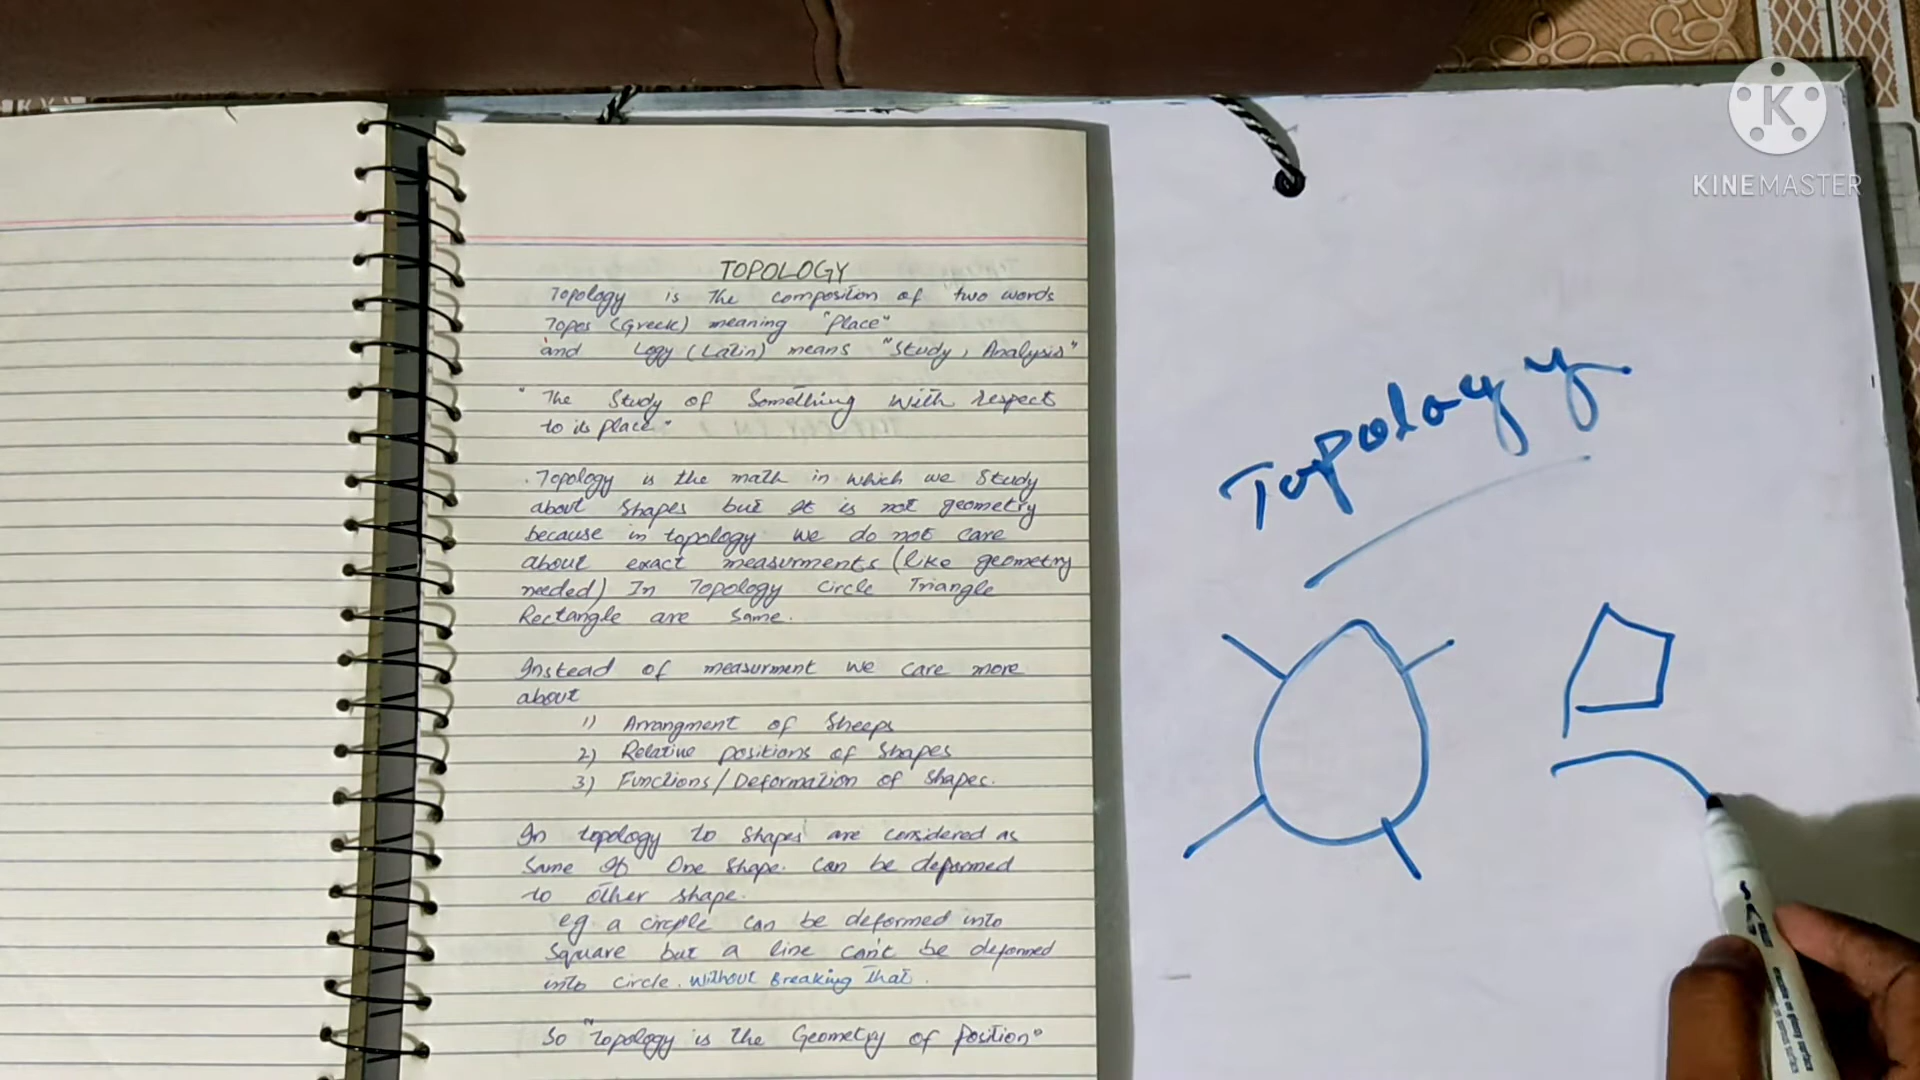 TOPOLOGY
Topology is The composition of "two words
Topos (Greek) meaning "Place"
and Logy (Latin) means "Study, Analysis"
"The Study of Something With respect
to its place"
Topology is the math in which we Study
about Shapes but It is not geometry
because in topology we do not care
about exact measurments (like geometry
needed) In Topology Circle Triangle
Rectangle are Same.
Instead of measurment we care more
about
1) Arrangment of Sheeps
2) Relative positions of Shapes
3) Functions/Deformation of Shapes.
In topology to Shapes are considered as
Same If One Shape. Can be deformed
to other shape.
eg a circle can be deformed into
Square but a line can't be deformed
into circle. Without Breaking That.
So "Topology is The Geometry of Position"
Topology
K
KINEMASTER